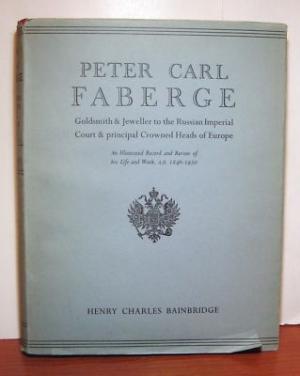 PETER CARL
FABERGE
Goldsmith & Jeweller to the Russian Imperial
Court & principal Crowned Heads of Europe
An Illustrated Record and Review of
his Life and Work, A.D. 1846-1920
HENRY CHARLES BAINBRIDGE